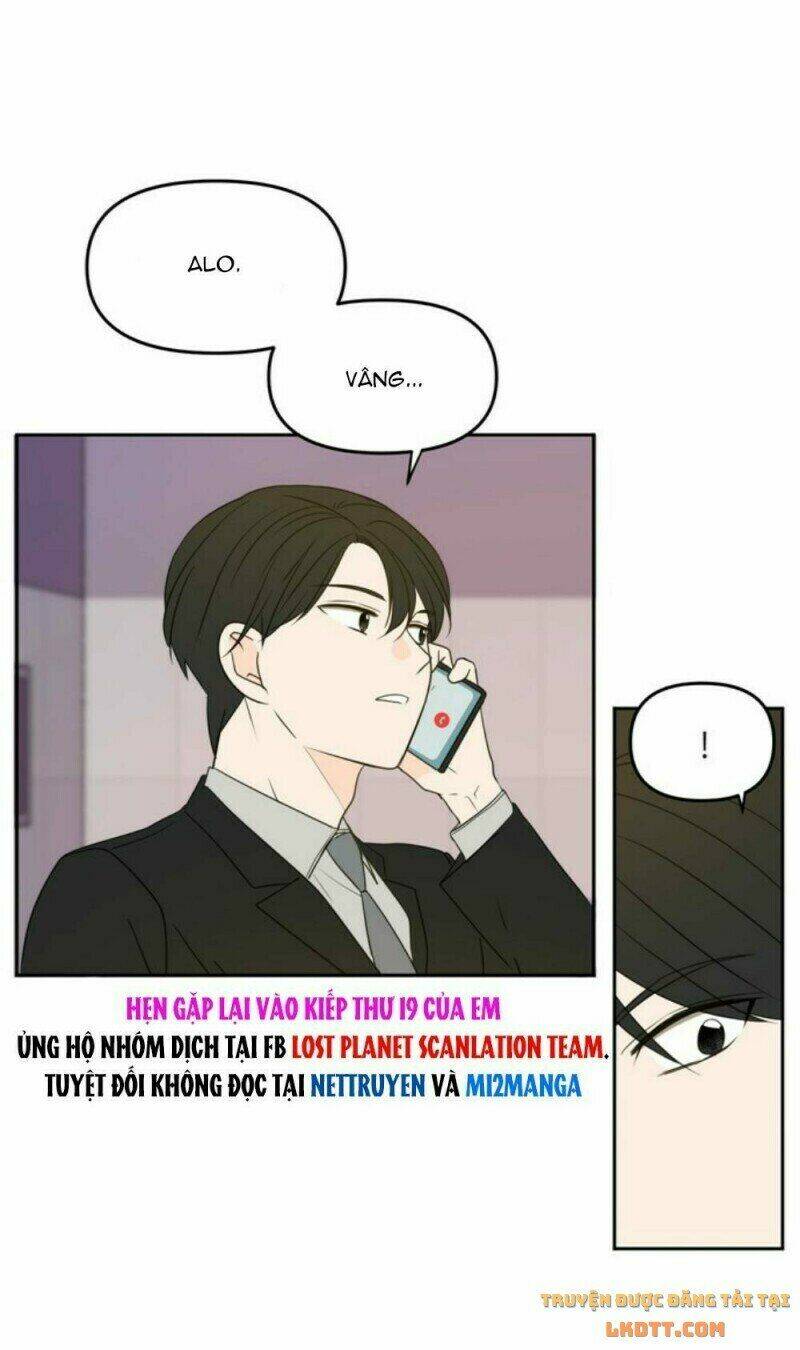 ALO.
VÂNG...
!
HẸN GẶP LẠI VÀO KIẾP THƯ 19 CỦA EM
ỦNG HỘ NHÓM DỊCH TẠI FB LOST PLANET SCANLATION TEAM.
TUYỆT ĐỐI KHÔNG ĐỌC TẠI NETTRUYEN VÀ MI2MANGA
TRUYỆN ĐƯỢC ĐĂNG TẢI TẠI
LKDTT.COM